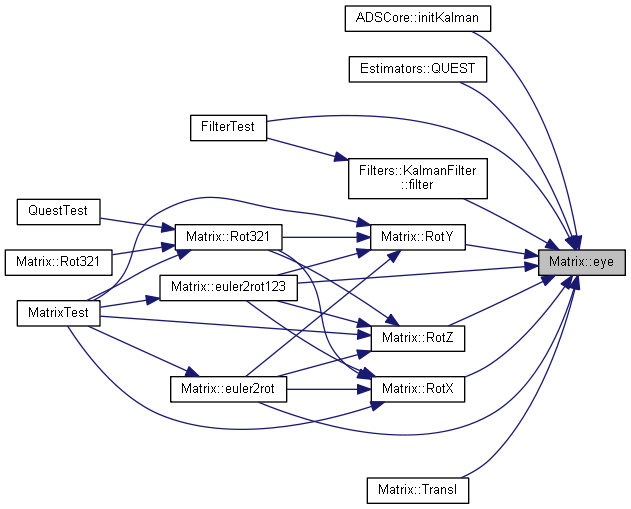 ADSCore::initKalman
Estimators::QUEST
FilterTest
Filters::KalmanFilter
::filter
QuestTest
Matrix::Rot321
Matrix::RotY
Matrix::Rot321
Matrix::eye
Matrix::euler2rot123
MatrixTest
Matrix::RotZ
Matrix::euler2rot
Matrix::RotX
Matrix::Transl